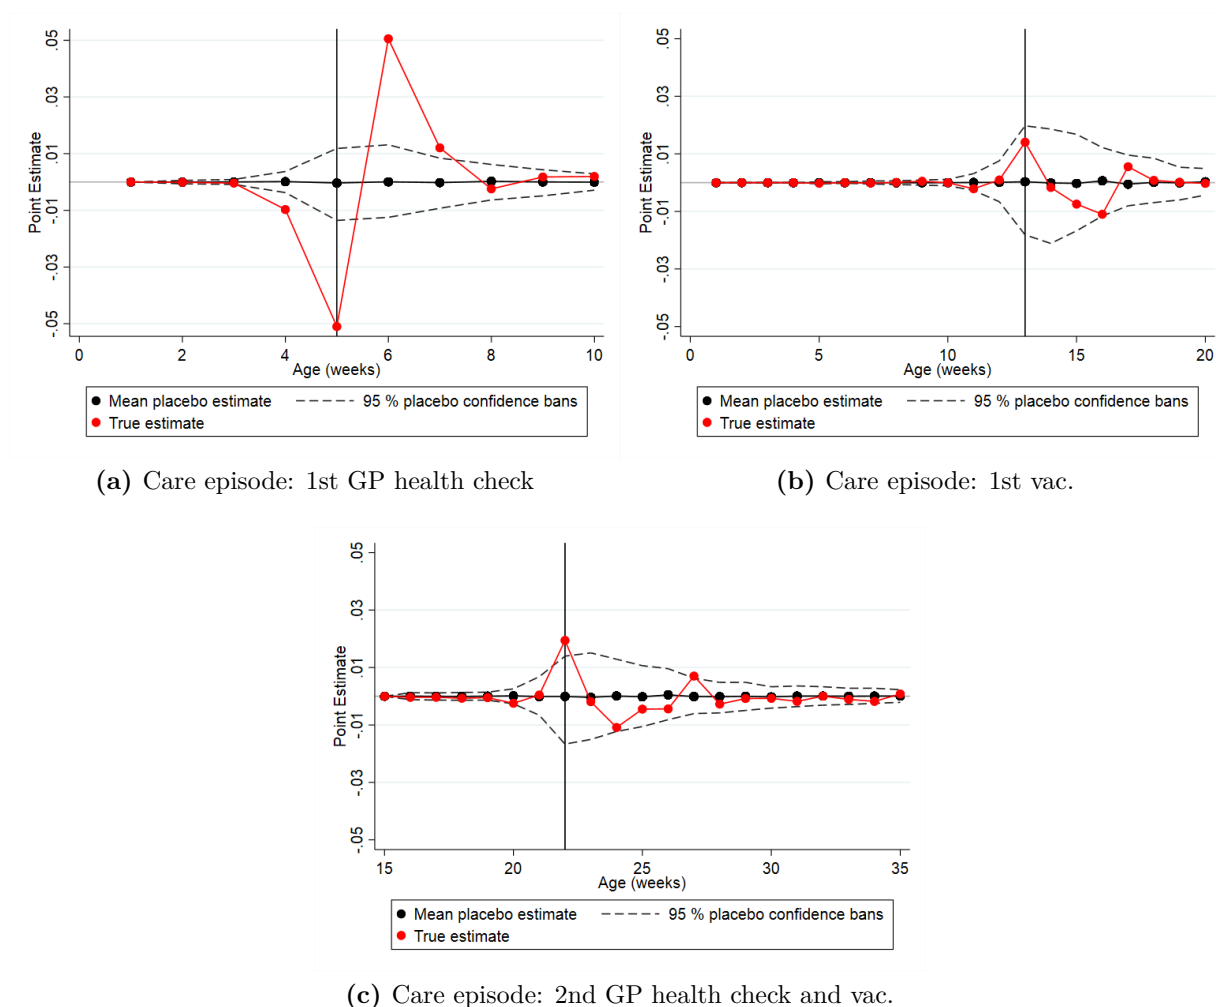 .05
.03
.01
-.01
-.03
-.05
Point Estimate
0 2 4 6 8 10
Age (weeks)
Mean placebo estimate 95 % placebo confidence bans
True estimate
(a) Care episode: 1st GP health check
.05
.03
.01
-.01
-.03
-.05
Point Estimate
0 5 10 15 20
Age (weeks)
Mean placebo estimate 95 % placebo confidence bans
True estimate
(b) Care episode: 1st vac.
.05
.03
.01
-.01
-.03
-.05
Point Estimate
15 20 25 30 35
Age (weeks)
Mean placebo estimate 95 % placebo confidence bans
True estimate
(c) Care episode: 2nd GP health check and vac.